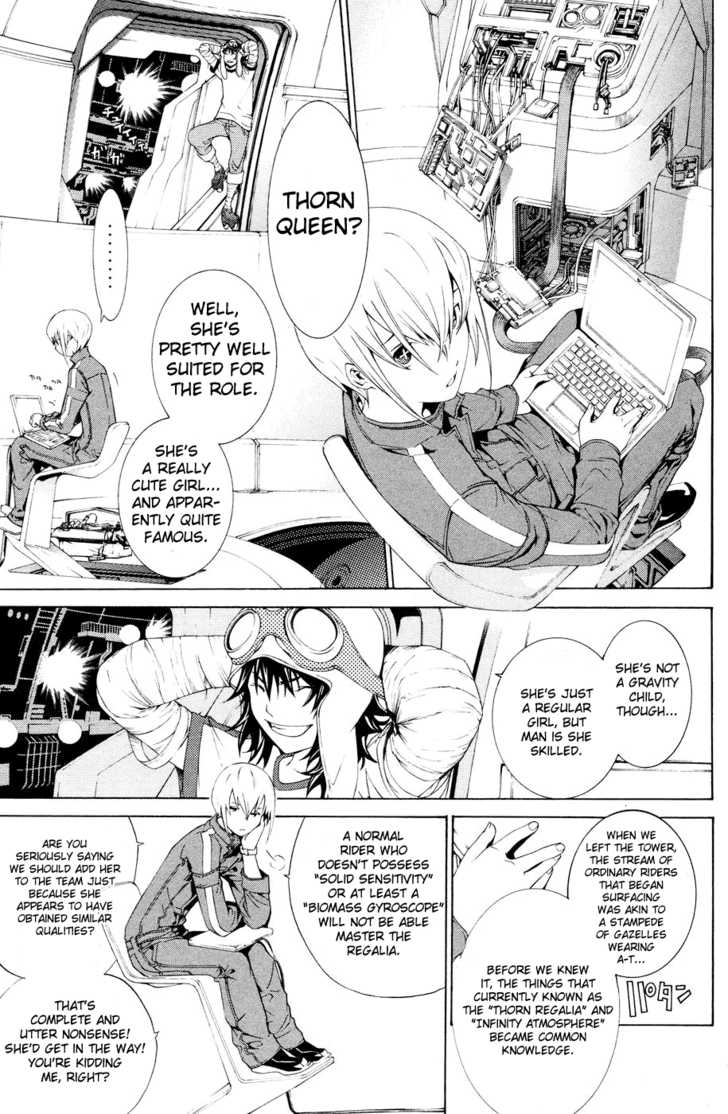 THORN
QUEEN?
........
WELL,
SHE'S
PRETTY WELL
SUITED FOR
THE ROLE.
SHE'S
A REALLY
CUTE GIRL...
AND APPAR-
ENTLY QUITE
FAMOUS.
SHE'S NOT
A GRAVITY
CHILD,
THOUGH...
SHE'S JUST
A REGULAR
GIRL, BUT
MAN IS SHE
SKILLED.
WHEN WE
LEFT THE TOWER,
THE STREAM OF
ORDINARY RIDERS
THAT BEGAN
SURFACING
WAS AKIN TO
A STAMPEDE
OF GAZELLES
WEARING
A-T...
パタン
BEFORE WE KNEW
IT, THE THINGS THAT
CURRENTLY KNOWN AS
THE "THORN REGALIA" AND
"INFINITY ATMOSPHERE"
BECAME COMMON
KNOWLEDGE.
A NORMAL
RIDER WHO
DOESN'T POSSESS
"SOLID SENSITIVITY"
OR AT LEAST A
"BIOMASS GYROSCOPE"
WILL NOT BE ABLE
MASTER THE
REGALIA.
ARE YOU
SERIOUSLY SAYING
WE SHOULD ADD HER
TO THE TEAM JUST
BECAUSE SHE
APPEARS TO HAVE
OBTAINED SIMILAR
QUALITIES?
THAT'S
COMPLETE AND
UTTER NONSENSE!
SHE'D GET IN THE WAY!
YOU'RE KIDDING
ME, RIGHT?